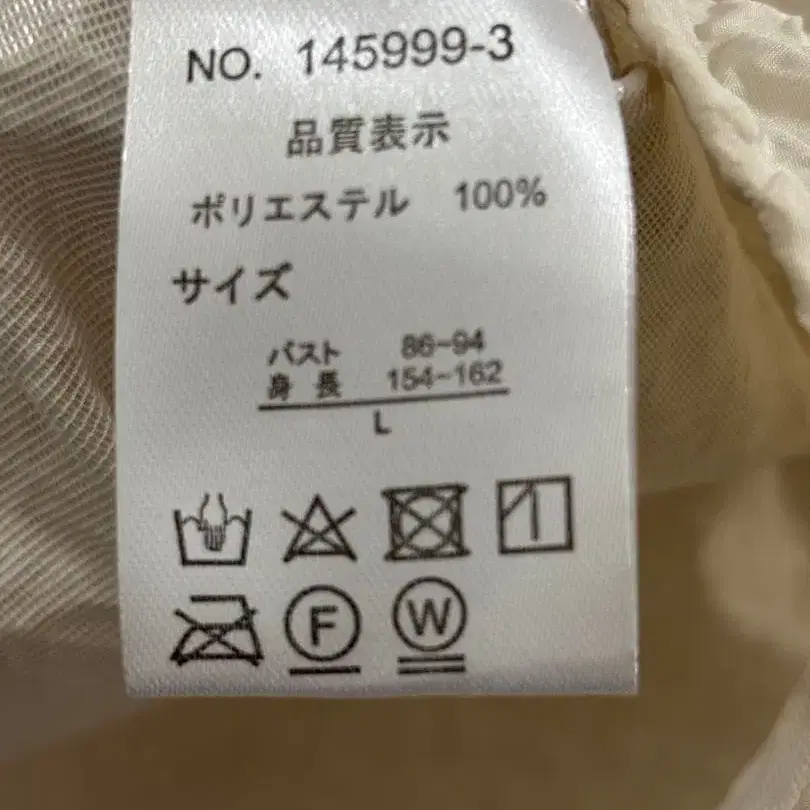 NO. 145999-3
品質表示
ポリエステル 100%
サイズ
バスト 86-94
身長 154-162
L
F W